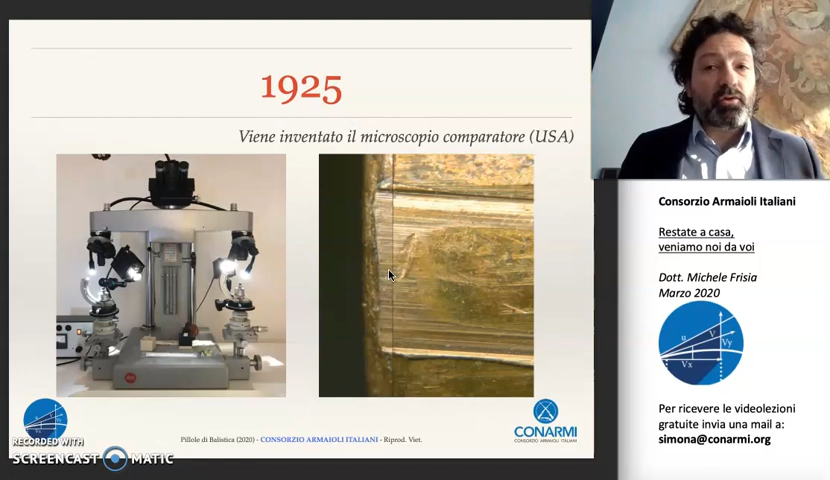 1925
Viene inventato il microscopio comparatore (USA)
Consorzio Armaioli Italiani
Restate a casa,
veniamo noi da voi
Dott. Michele Frisia
Marzo 2020
u
V
Vy
Vx
Per ricevere le videolezioni
gratuite invia una mail a:
simona@conarmi.org
RECORDED WITH
SCREENCAST MATIC
Pillole di Balistica (2020) - CONSORZIO ARMAIOLI ITALIANI - Riprod. Viet.
CONARMI
CONSORZIO ARMAIOLI ITALIANI